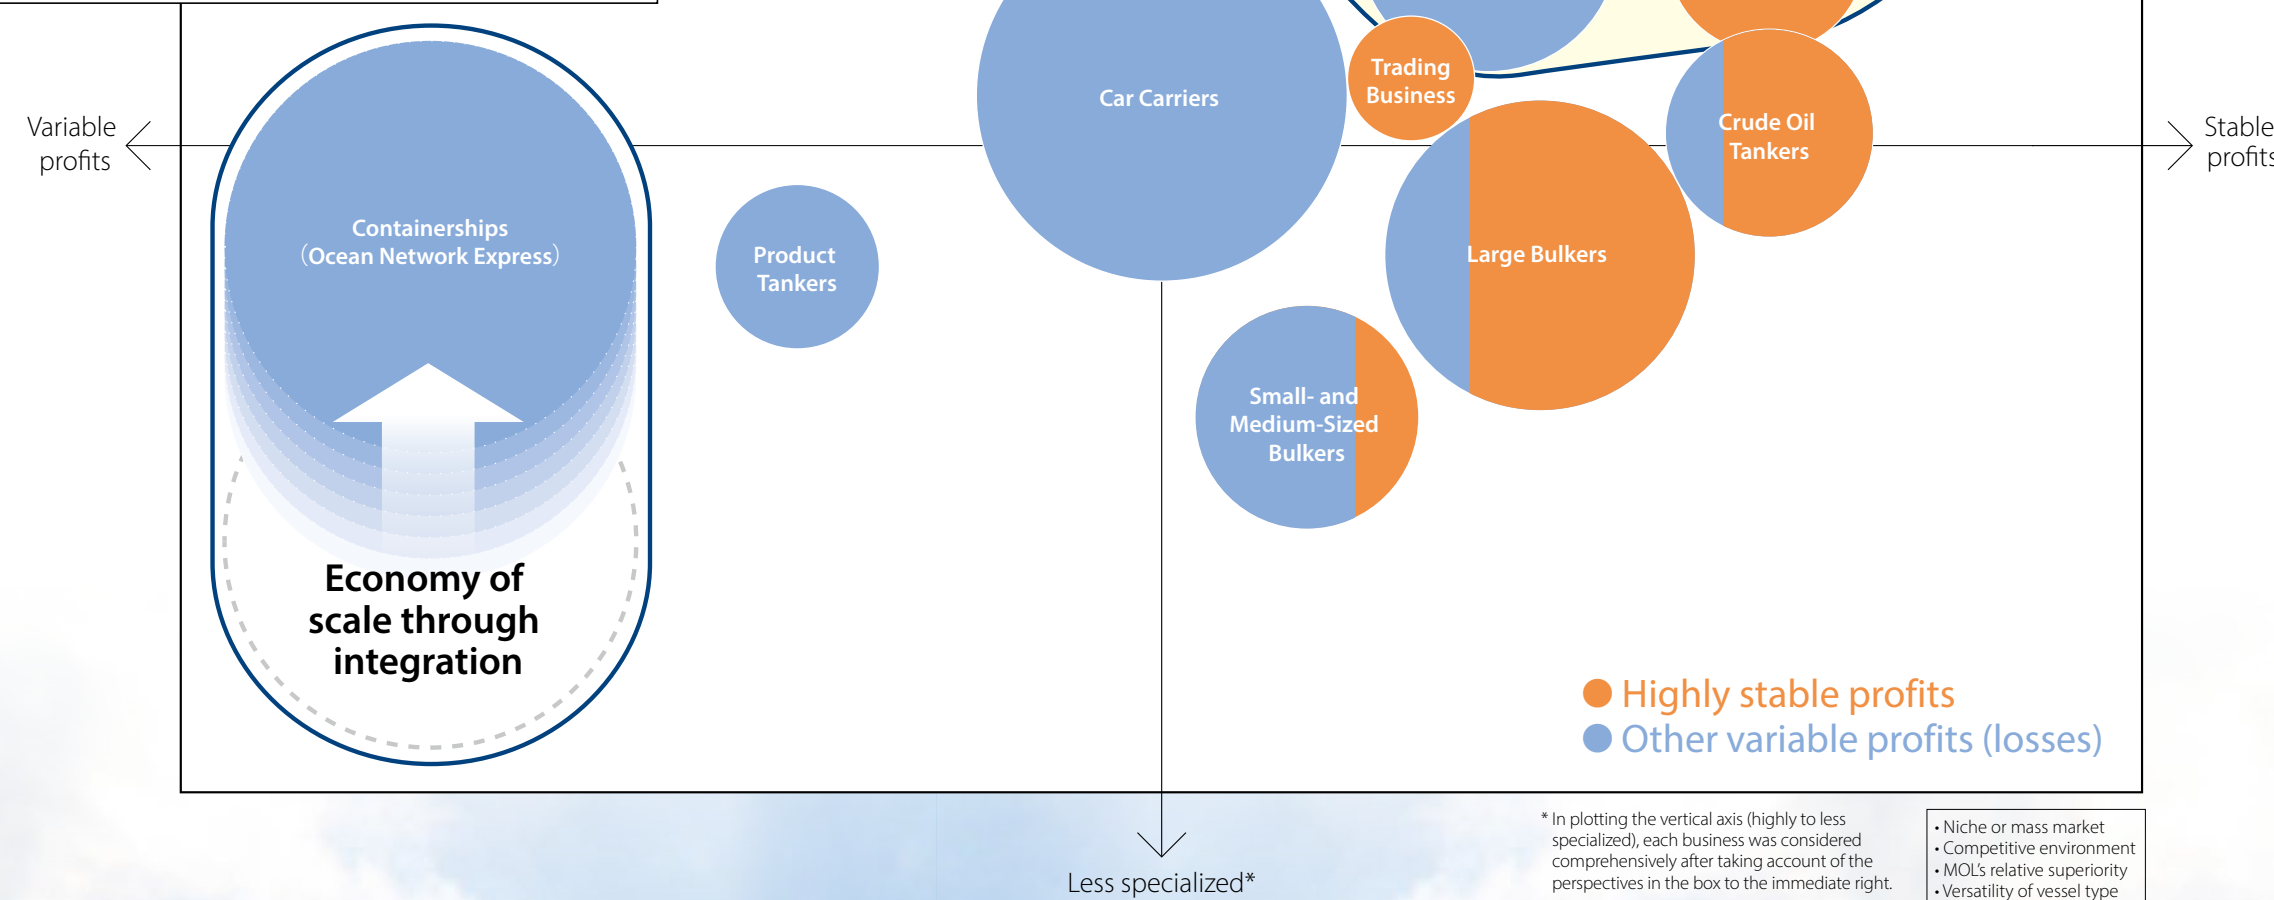 Variable
profits
Stable
profits
Car Carriers
Trading
Business
Crude Oil
Tankers
Containerships
(Ocean Network Express)
Product
Tankers
Large Bulkers
Small- and
Medium-Sized
Bulkers
Economy of
scale through
integration
Highly stable profits
Other variable profits (losses)
Less specialized*
* In plotting the vertical axis (highly to less
specialized), each business was considered
comprehensively after taking account of the
perspectives in the box to the immediate right.
• Niche or mass market
• Competitive environment
• MOL's relative superiority
• Versatility of vessel type